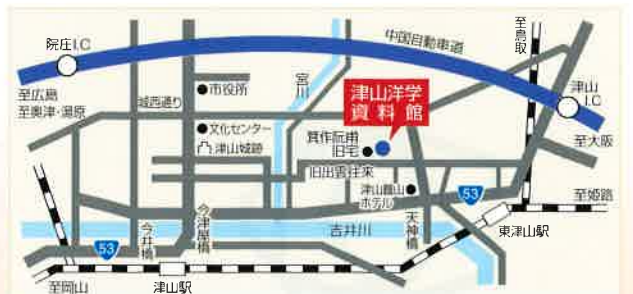 院庄I.C
中国自動車道
至鳥取
至広島
至奥津・湯原
城西通り
市役所
宮川
津山洋学
資料館
津山
I.C
文化センター
津山城跡
箕作阮甫
旧宅
至大阪
旧出雲往来
津山鶴山
ホテル
53
至姫路
今井橋
今津屋橋
吉井川
天神橋
東津山駅
53
至岡山
津山駅